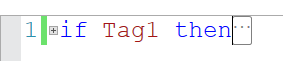 1 if Tag1 then...